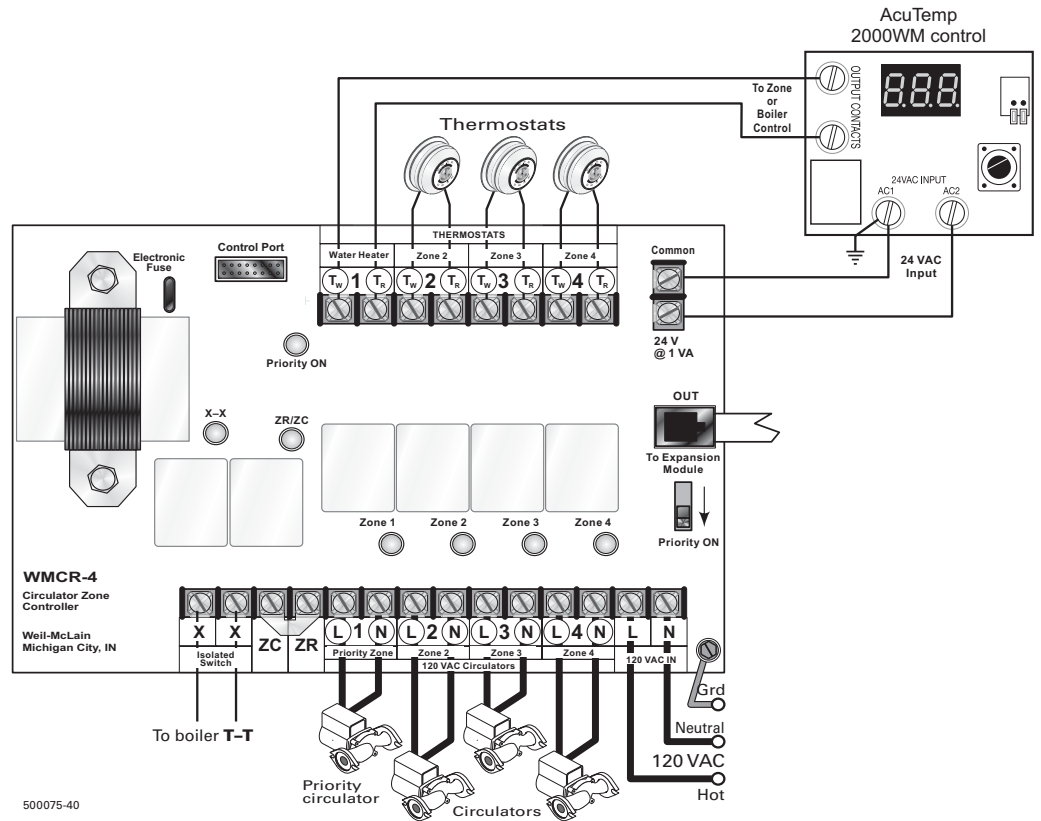 AcuTemp
2000WM control
OUTPUT CONTACTS
8.8.8.
To Zone
or
Boiler
Control
Thermostats
24VAC INPUT
AC1
AC2
24 VAC
Input
THERMOSTATS
Water Heater
Zone 2
Zone 3
Zone 4
TW 1 TR TW 2 TR TW 3 TR TW 4 TR
Common
24 V
@ 1 VA
Control Port
Electronic
Fuse
Priority ON
X–X
ZR/ZC
OUT
To Expansion
Module
Priority ON
Zone 1
Zone 2
Zone 3
Zone 4
WMCR-4
Circulator Zone
Controller
Weil-McLain
Michigan City, IN
X X ZC ZR L 1 N L 2 N L 3 N L 4 N L N
Isolated
Switch
Priority Zone
Zone 2
Zone 3
Zone 4
120 VAC Circulators
120 VAC IN
Grd
Neutral
120 VAC
Hot
To boiler T–T
Priority
circulator
Circulators
500075-40